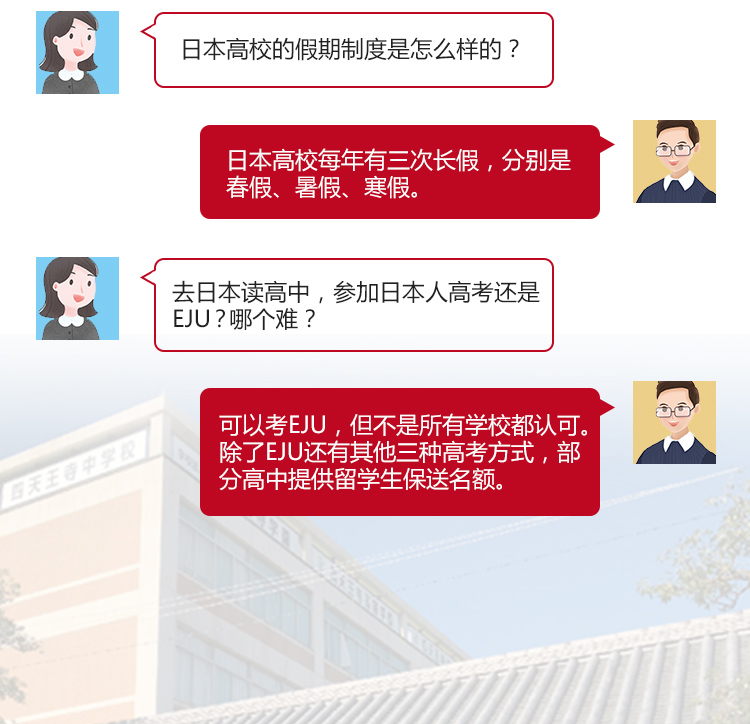 日本高校的假期制度是怎么样的？
日本高校每年有三次长假，分别是
春假、暑假、寒假。
去日本读高中，参加日本人高考还是
EJU？哪个难？
可以考EJU，但不是所有学校都认可。
除了EJU还有其他三种高考方式，部
分高中提供留学生保送名额。
四天王寺中学校